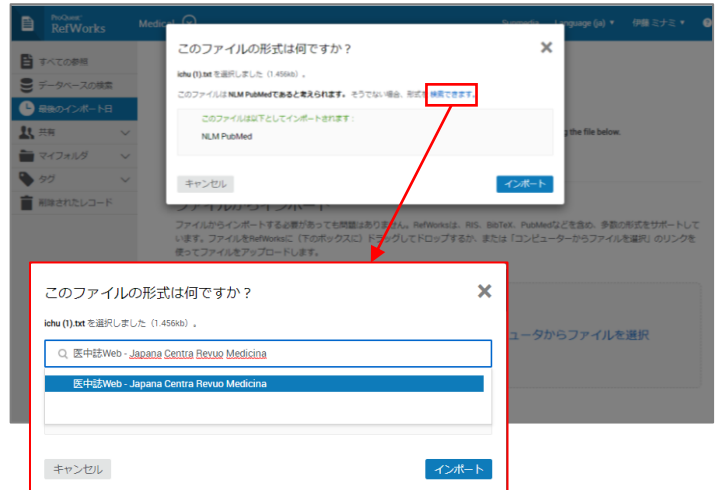 ProQuest
RefWorks
Medical
Language (ja)
伊藤 ミナミ
すべての参照
データベースの検索
最後のインポート日
共有
マイフォルダ
タグ
削除されたレコード
このファイルの形式は何ですか？
ichu (1).txt を選択しました（1.456kb）.
このファイルは NLM PubMedであると考えられます。 そうでない場合、形式を 検索できます。
このファイルは以下としてインポートされます：
NLM PubMed
キャンセル
インポート
the file below.
ファイルからインポート
ファイルからインポートする必要があっても問題はありません。RefWorksは、RIS、BibTeX、PubMedなどを含め、多数の形式をサポートして
います。ファイルをRefWorksに（下のボックスに）ドラッグしてドロップするか、または「コンピューターからファイルを選択」のリンクを
使ってファイルをアップロードします。
ュータからファイルを選択
このファイルの形式は何ですか？
ichu (1).txt を選択しました（1.456kb）.
医中誌Web - Japana Centra Revuo Medicina
医中誌Web - Japana Centra Revuo Medicina
キャンセル
インポート